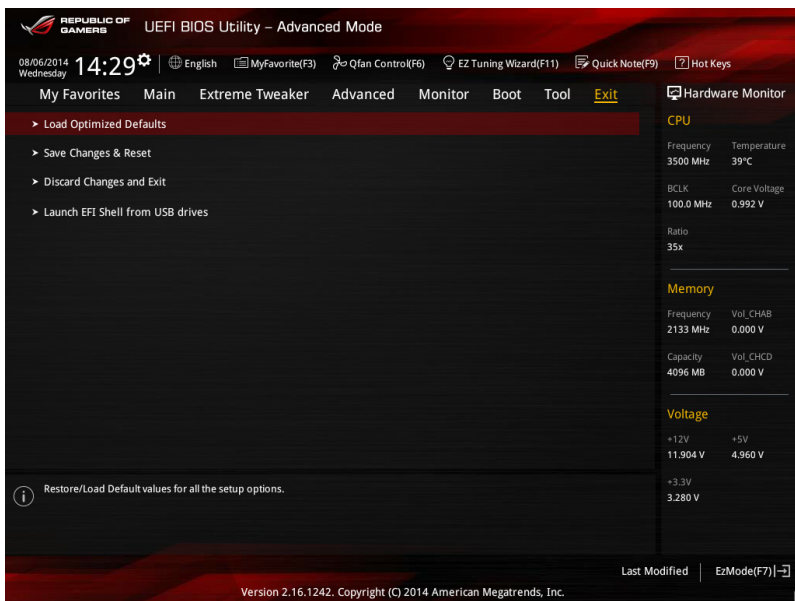 REPUBLIC OF
GAMERS
UEFI BIOS Utility – Advanced Mode
08/06/2014
Wednesday
14:29
English
MyFavorite(F3)
Qfan Control(F6)
EZ Tuning Wizard(F11)
Quick Note(F9)
? Hot Keys
My Favorites Main Extreme Tweaker Advanced Monitor Boot Tool Exit
Hardware Monitor
➤ Load Optimized Defaults
➤ Save Changes & Reset
➤ Discard Changes and Exit
➤ Launch EFI Shell from USB drives
CPU
Frequency Temperature
3500 MHz 39°C
BCLK Core Voltage
100.0 MHz 0.992 V
Ratio
35x
Memory
Frequency Vol_CHAB
2133 MHz 0.000 V
Capacity Vol_CHCD
4096 MB 0.000 V
Voltage
+12V +5V
11.904 V 4.960 V
+3.3V
3.280 V
i Restore/Load Default values for all the setup options.
Last Modified
EzMode(F7)
Version 2.16.1242. Copyright (C) 2014 American Megatrends, Inc.